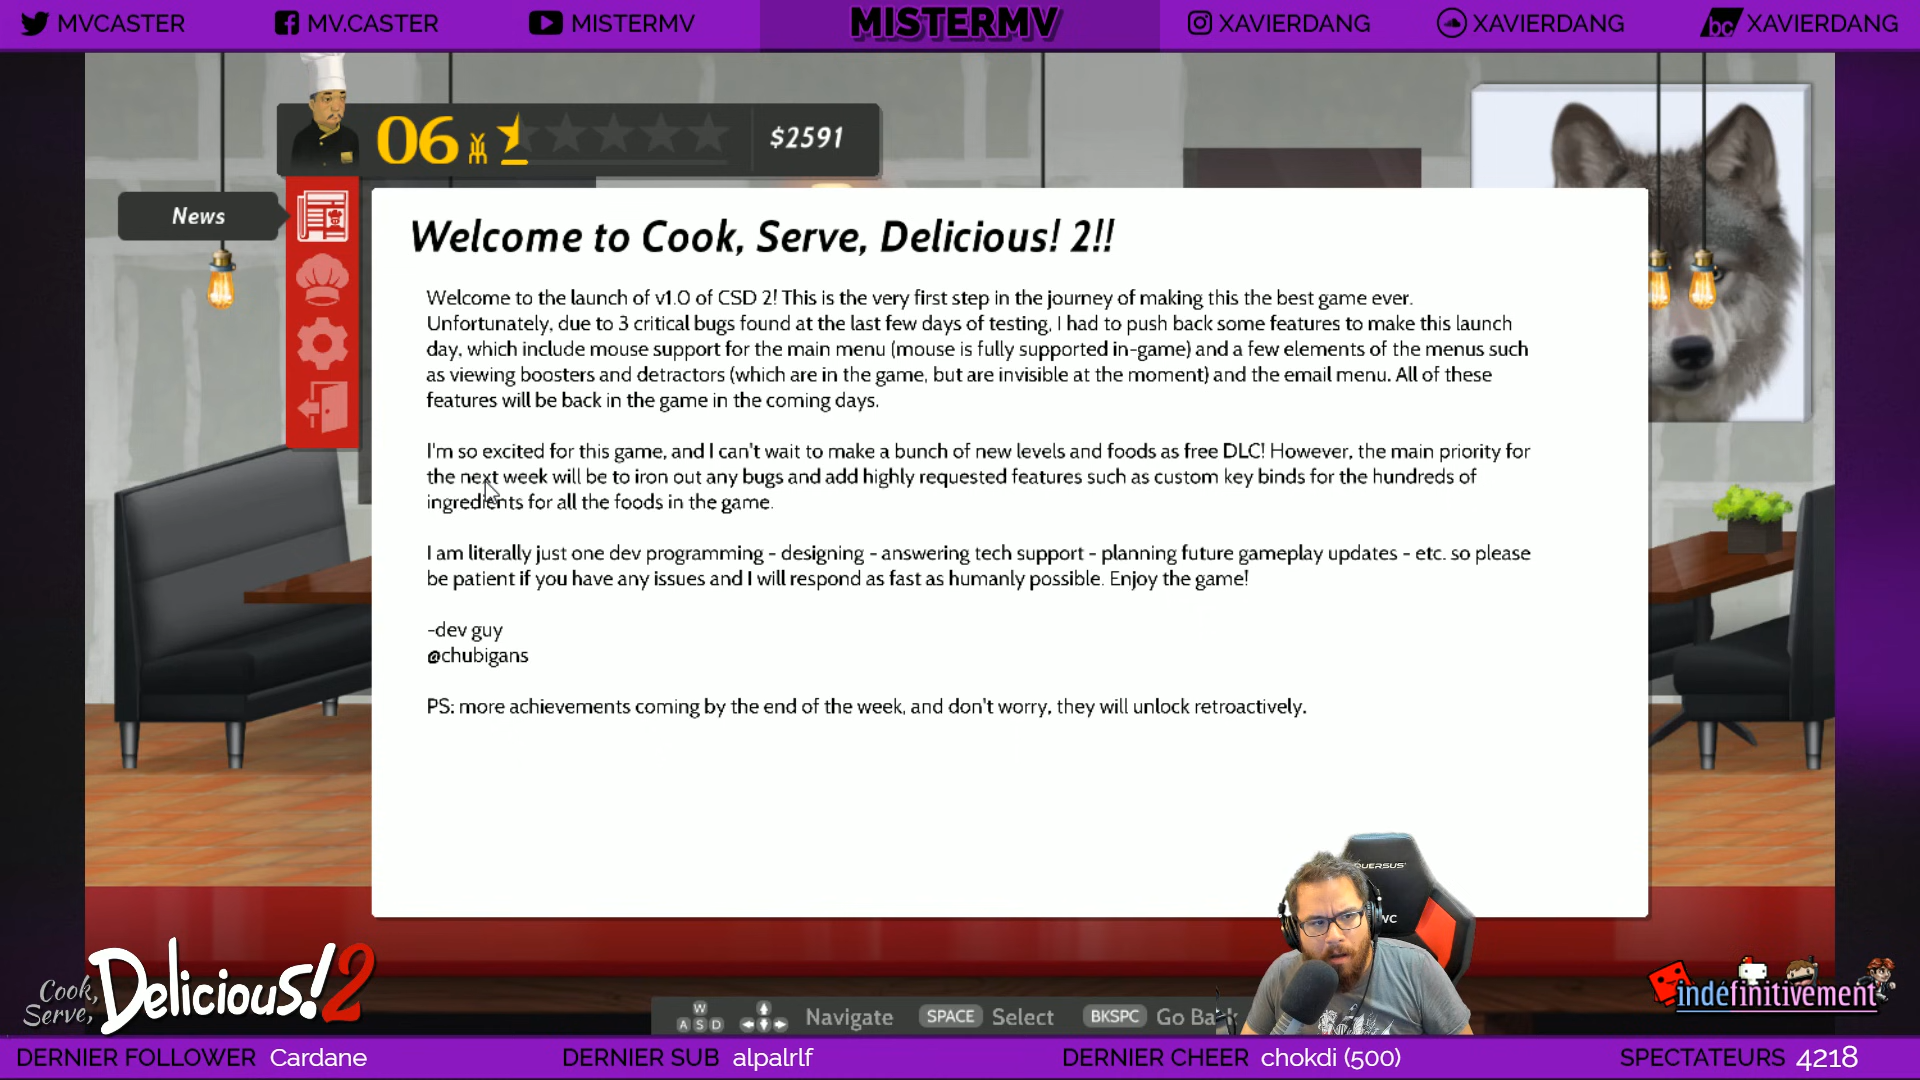 MVCASTER
MV.CASTER
MISTERMV
MISTERMV
XAVIERDANG
XAVIERDANG
bc XAVIERDANG
06
$2591
News
Welcome to Cook, Serve, Delicious! 2!!
Welcome to the launch of v1.0 of CSD 2! This is the very first step in the journey of making this the best game ever.
Unfortunately, due to 3 critical bugs found at the last few days of testing, I had to push back some features to make this launch
day, which include mouse support for the main menu (mouse is fully supported in-game) and a few elements of the menus such
as viewing boosters and detractors (which are in the game, but are invisible at the moment) and the email menu. All of these
features will be back in the game in the coming days.
I'm so excited for this game, and I can't wait to make a bunch of new levels and foods as free DLC! However, the main priority for
the next week will be to iron out any bugs and add highly requested features such as custom key binds for the hundreds of
ingredients for all the foods in the game.
I am literally just one dev programming - designing - answering tech support - planning future gameplay updates - etc. so please
be patient if you have any issues and I will respond as fast as humanly possible. Enjoy the game!
-dev guy
@chubigans
PS: more achievements coming by the end of the week, and don't worry, they will unlock retroactively.
Cook,
Serve,
Delicious! 2
W
A S D
Navigate
SPACE Select
BKSPC Go Back
indéfinitivement
DERNIER FOLLOWER Cardane
DERNIER SUB alpalrlf
DERNIER CHEER chokdi (500)
SPECTATEURS 4218